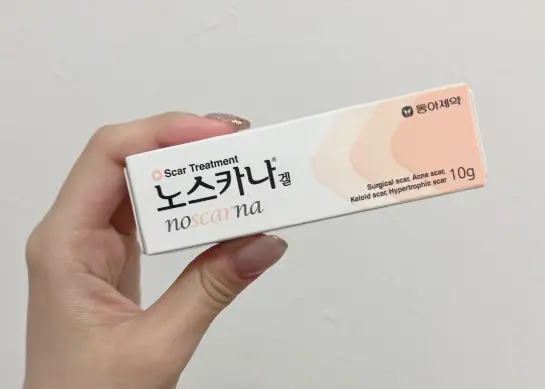 동아제약
Scar Treatment
노스카나® 겔
noscarna
Surgical scar, Acne scar,
Keloid scar, Hypertrophic scar
10g